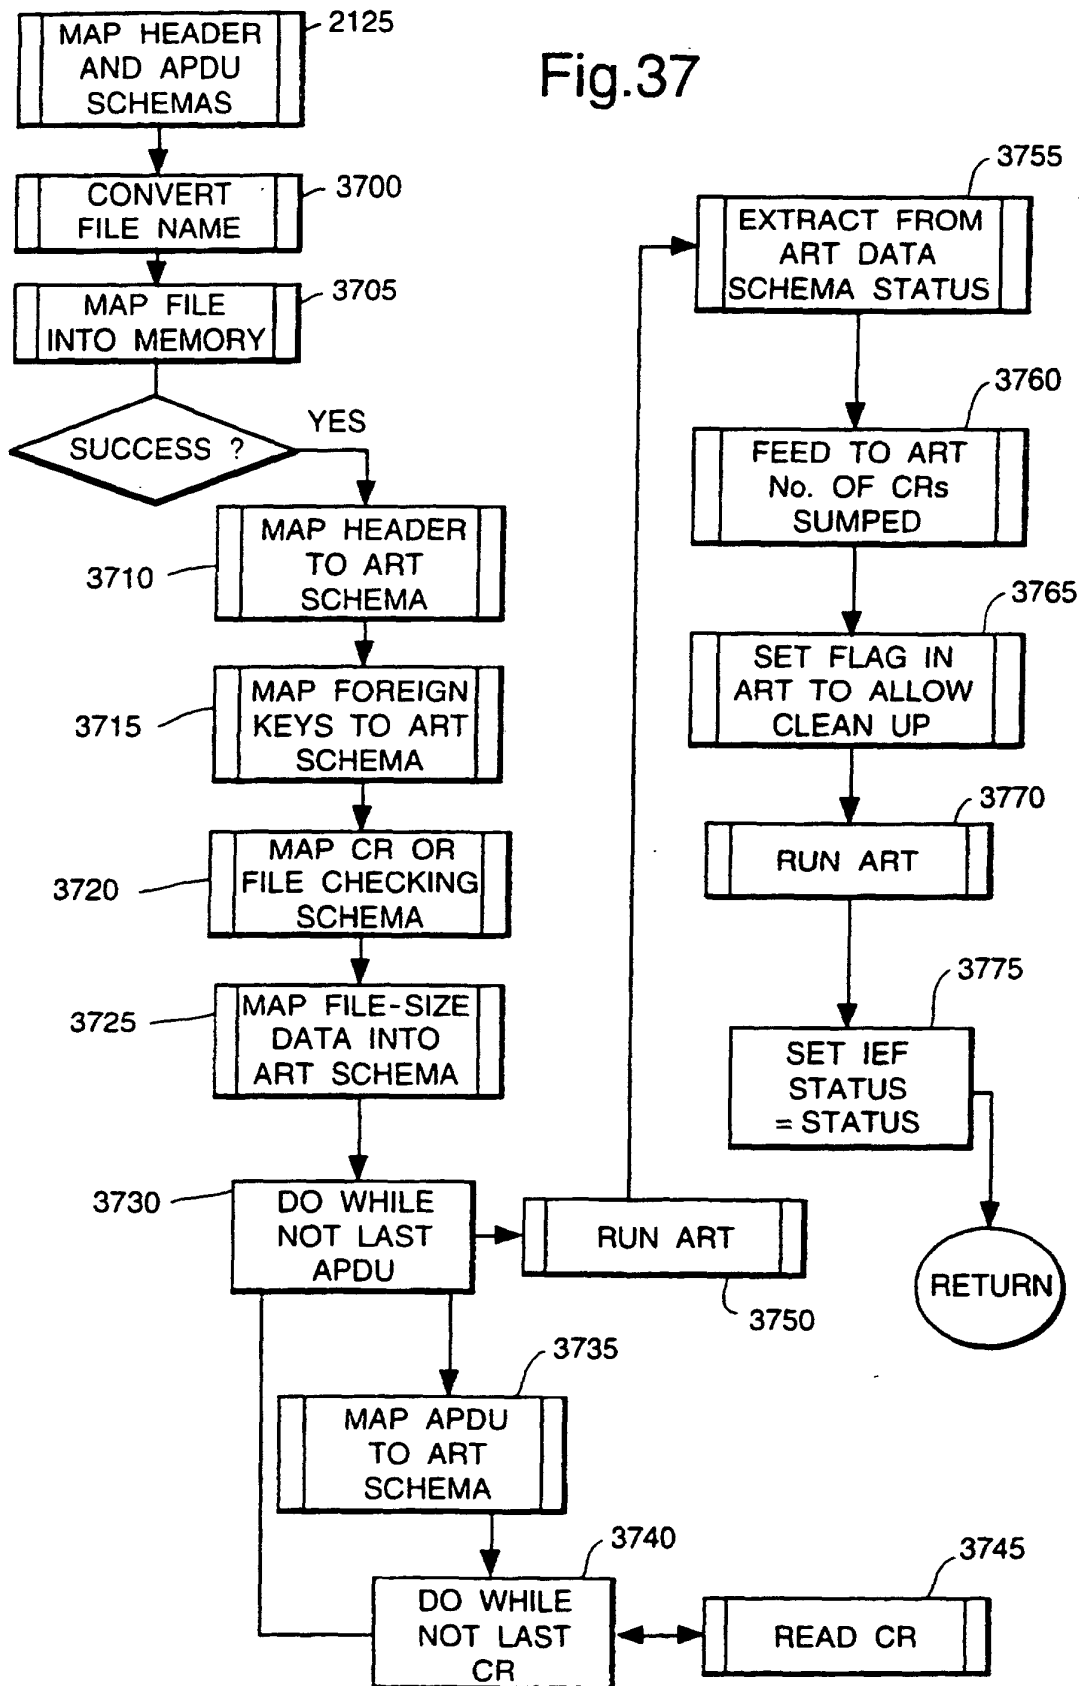 Fig.37
MAP HEADER
AND APDU
SCHEMAS
2125
CONVERT
FILE NAME
3700
MAP FILE
INTO MEMORY
3705
SUCCESS ?
YES
MAP HEADER
TO ART
SCHEMA
3710
MAP FOREIGN
KEYS TO ART
SCHEMA
3715
MAP CR OR
FILE CHECKING
SCHEMA
3720
MAP FILE-SIZE
DATA INTO
ART SCHEMA
3725
3730
DO WHILE
NOT LAST
APDU
RUN ART
3750
3735
MAP APDU
TO ART
SCHEMA
3740
DO WHILE
NOT LAST
CR
3745
READ CR
3755
EXTRACT FROM
ART DATA
SCHEMA STATUS
3760
FEED TO ART
No. OF CRs
SUMPED
3765
SET FLAG IN
ART TO ALLOW
CLEAN UP
3770
RUN ART
3775
SET IEF
STATUS
= STATUS
RETURN